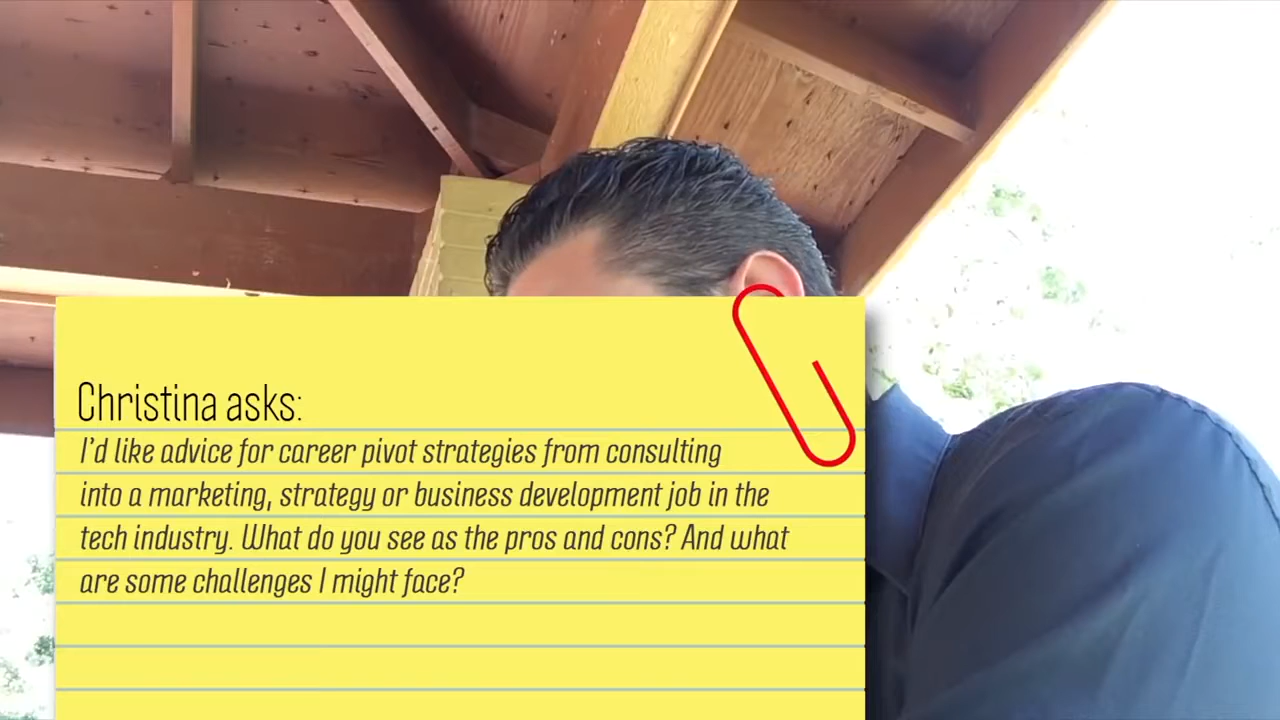 Christina asks:
I'd like advice for career pivot strategies from consulting
into a marketing, strategy or business development job in the
tech industry. What do you see as the pros and cons? And what
are some challenges I might face?